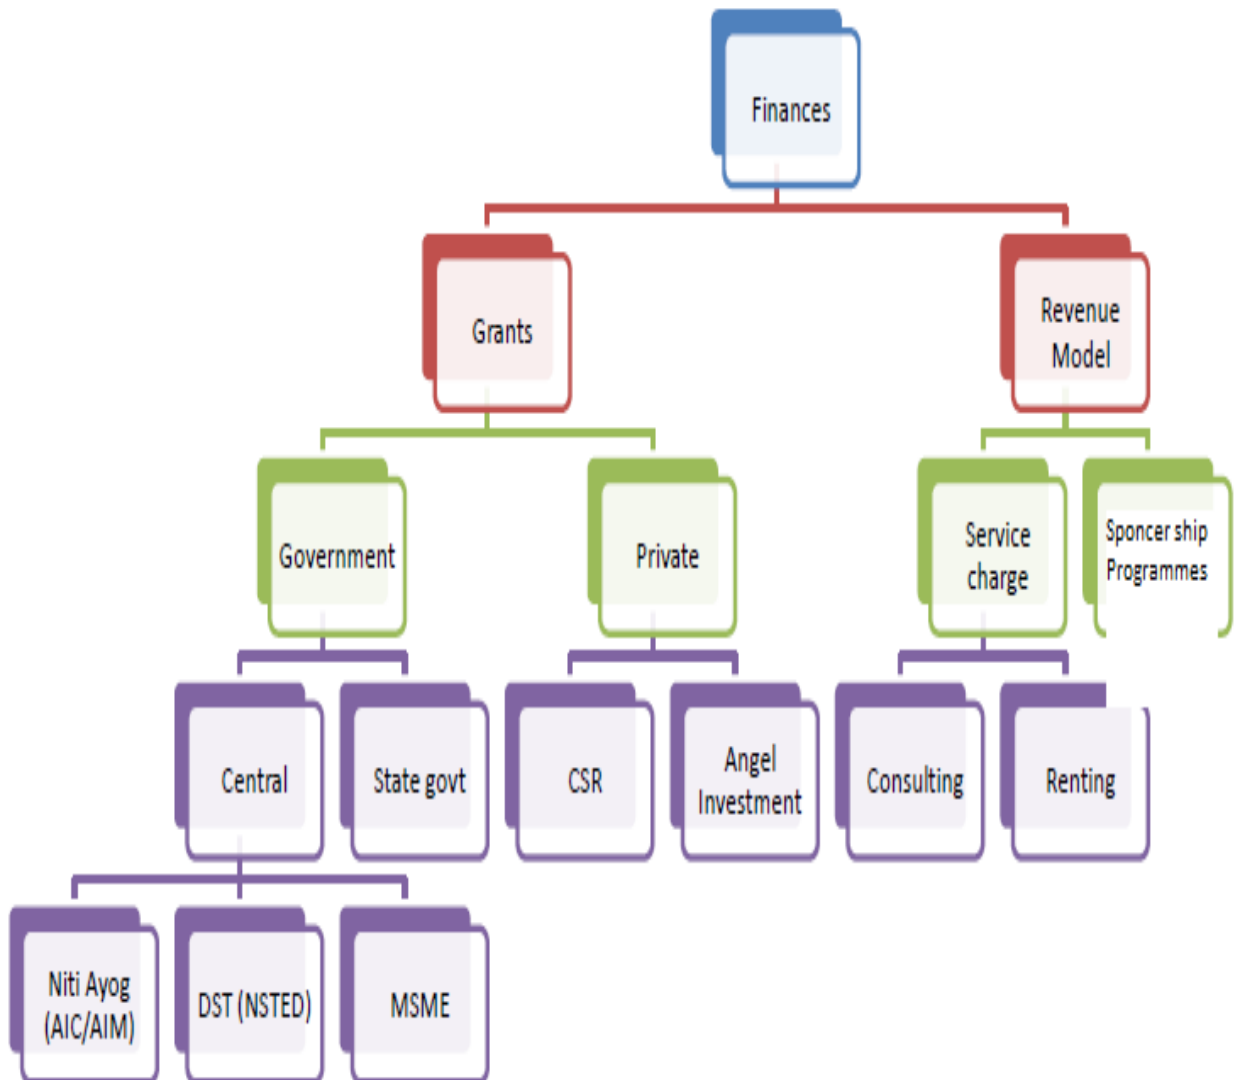 Finances
Grants
Revenue
Model
Government
Private
Service
charge
Sponcer ship
Programmes
Central
State govt
CSR
Angel
Investment
Consulting
Renting
Niti Ayog
(AIC/AIM)
DST (NSTED)
MSME